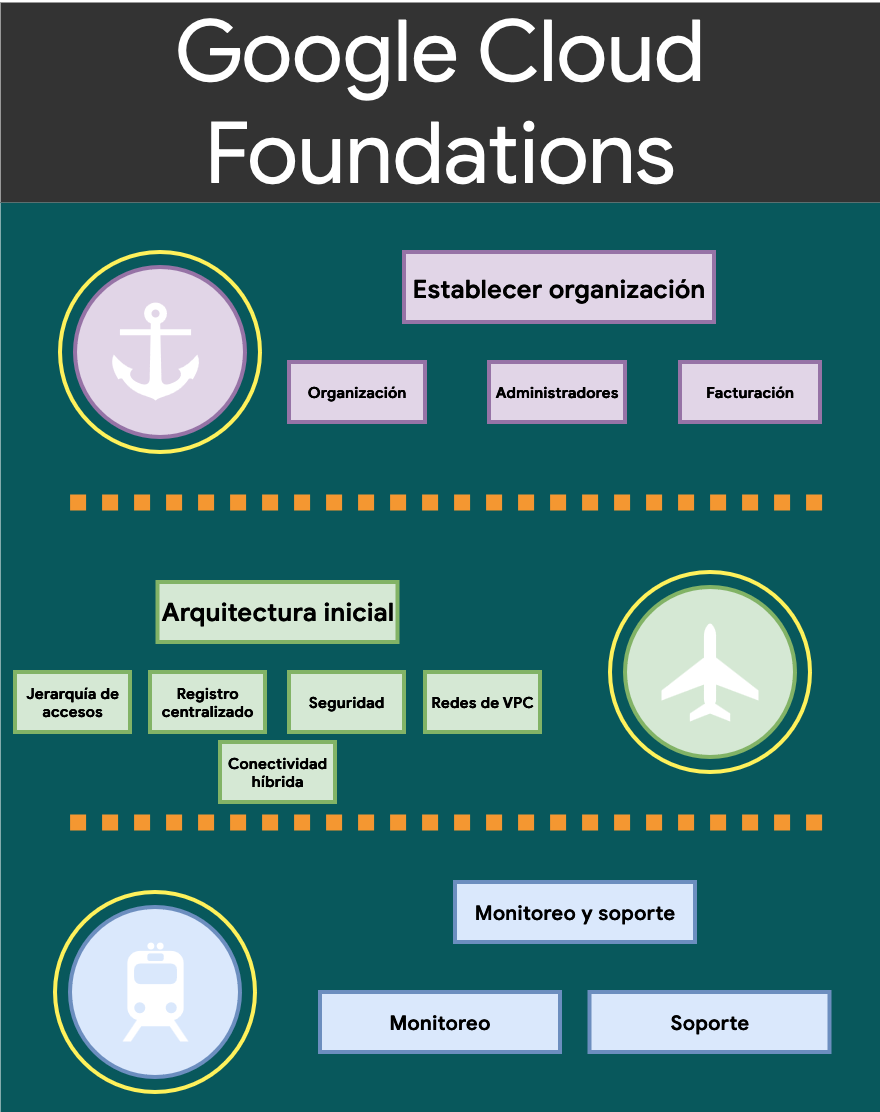 Google Cloud
Foundations
Establecer organización
Organización
Administradores
Facturación
Arquitectura inicial
Jerarquía de
accesos
Registro
centralizado
Seguridad
Redes de VPC
Conectividad
híbrida
Monitoreo y soporte
Monitoreo
Soporte